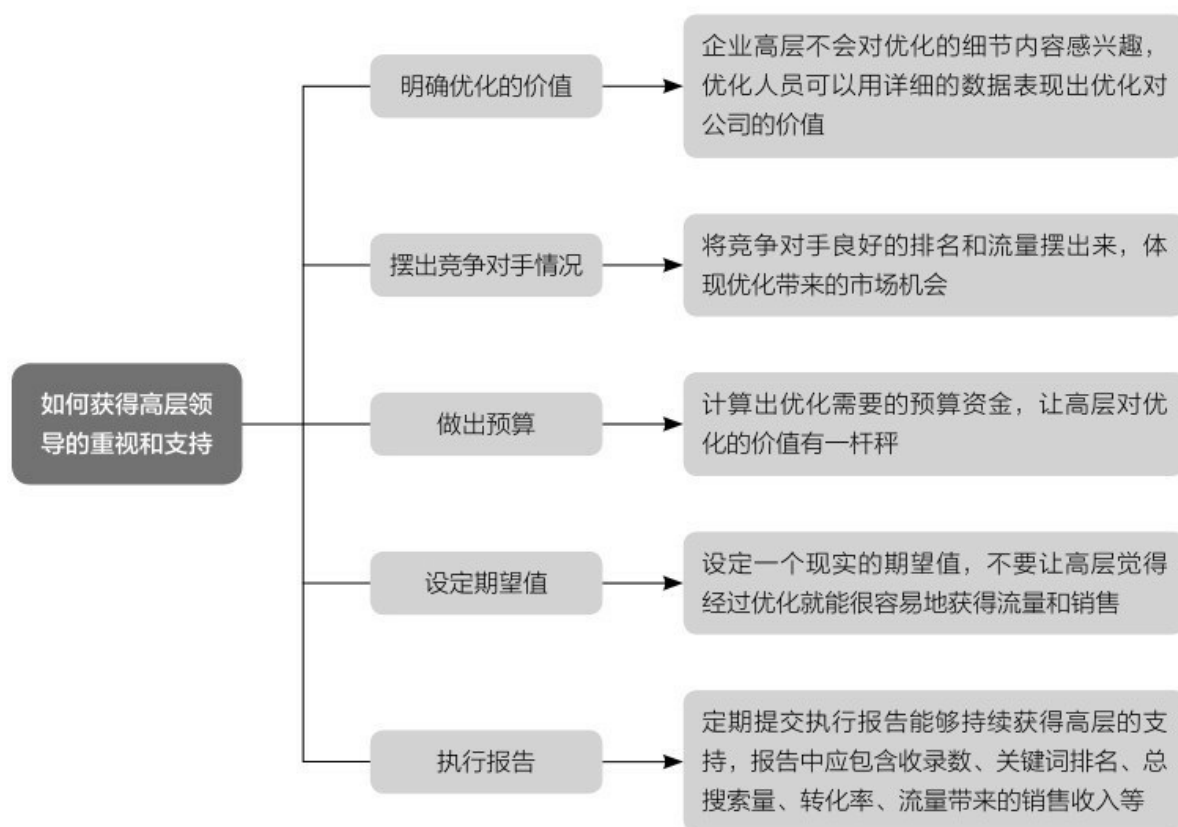 如何获得高层领
导的重视和支持
明确优化的价值
企业高层不会对优化的细节内容感兴趣，
优化人员可以用详细的数据表现出优化对
公司的价值
摆出竞争对手情况
将竞争对手良好的排名和流量摆出来，体
现优化带来的市场机会
做出预算
计算出优化需要的预算资金，让高层对优
化的价值有一杆秤
设定期望值
设定一个现实的期望值，不要让高层觉得
经过优化就能很容易地获得流量和销售
执行报告
定期提交执行报告能够持续获得高层的支
持，报告中应包含收录数、关键词排名、总
搜索量、转化率、流量带来的销售收入等